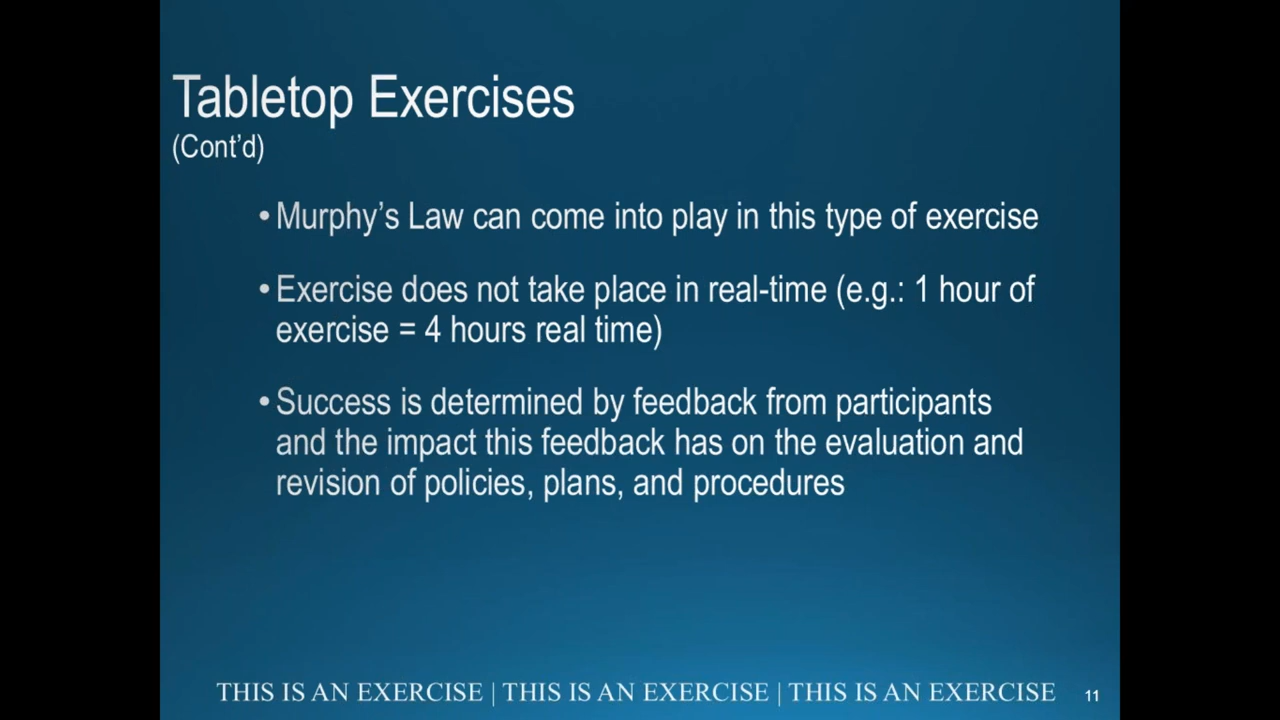 Tabletop Exercises
(Cont’d)
•Murphy’s Law can come into play in this type of exercise
•Exercise does not take place in real-time (e.g.: 1 hour of
exercise = 4 hours real time)
•Success is determined by feedback from participants
and the impact this feedback has on the evaluation and
revision of policies, plans, and procedures
THIS IS AN EXERCISE | THIS IS AN EXERCISE | THIS IS AN EXERCISE 11